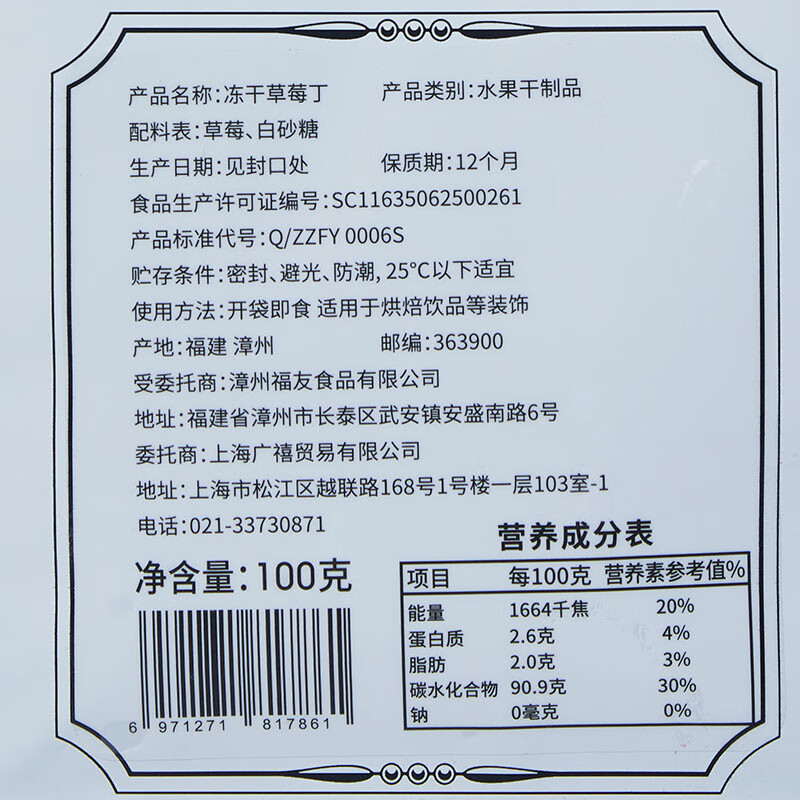 产品名称:冻干草莓丁 产品类别:水果干制品
配料表:草莓、白砂糖
生产日期:见封口处 保质期:12个月
食品生产许可证编号:SC11635062500261
产品标准代号:Q/ZZFY 0006S
贮存条件:密封、避光、防潮, 25℃以下适宜
使用方法:开袋即食 适用于烘焙饮品等装饰
产地:福建 漳州 邮编:363900
受委托商:漳州福友食品有限公司
地址:福建省漳州市长泰区武安镇安盛南路6号
委托商:上海广禧贸易有限公司
地址:上海市松江区越联路168号1号楼一层103室-1
电话:021-33730871
净含量:100克
6 971271 817861
营养成分表
项目 每100克 营养素参考值%
能量 1664千焦 20%
蛋白质 2.6克 4%
脂肪 2.0克 3%
碳水化合物 90.9克 30%
钠 0毫克 0%